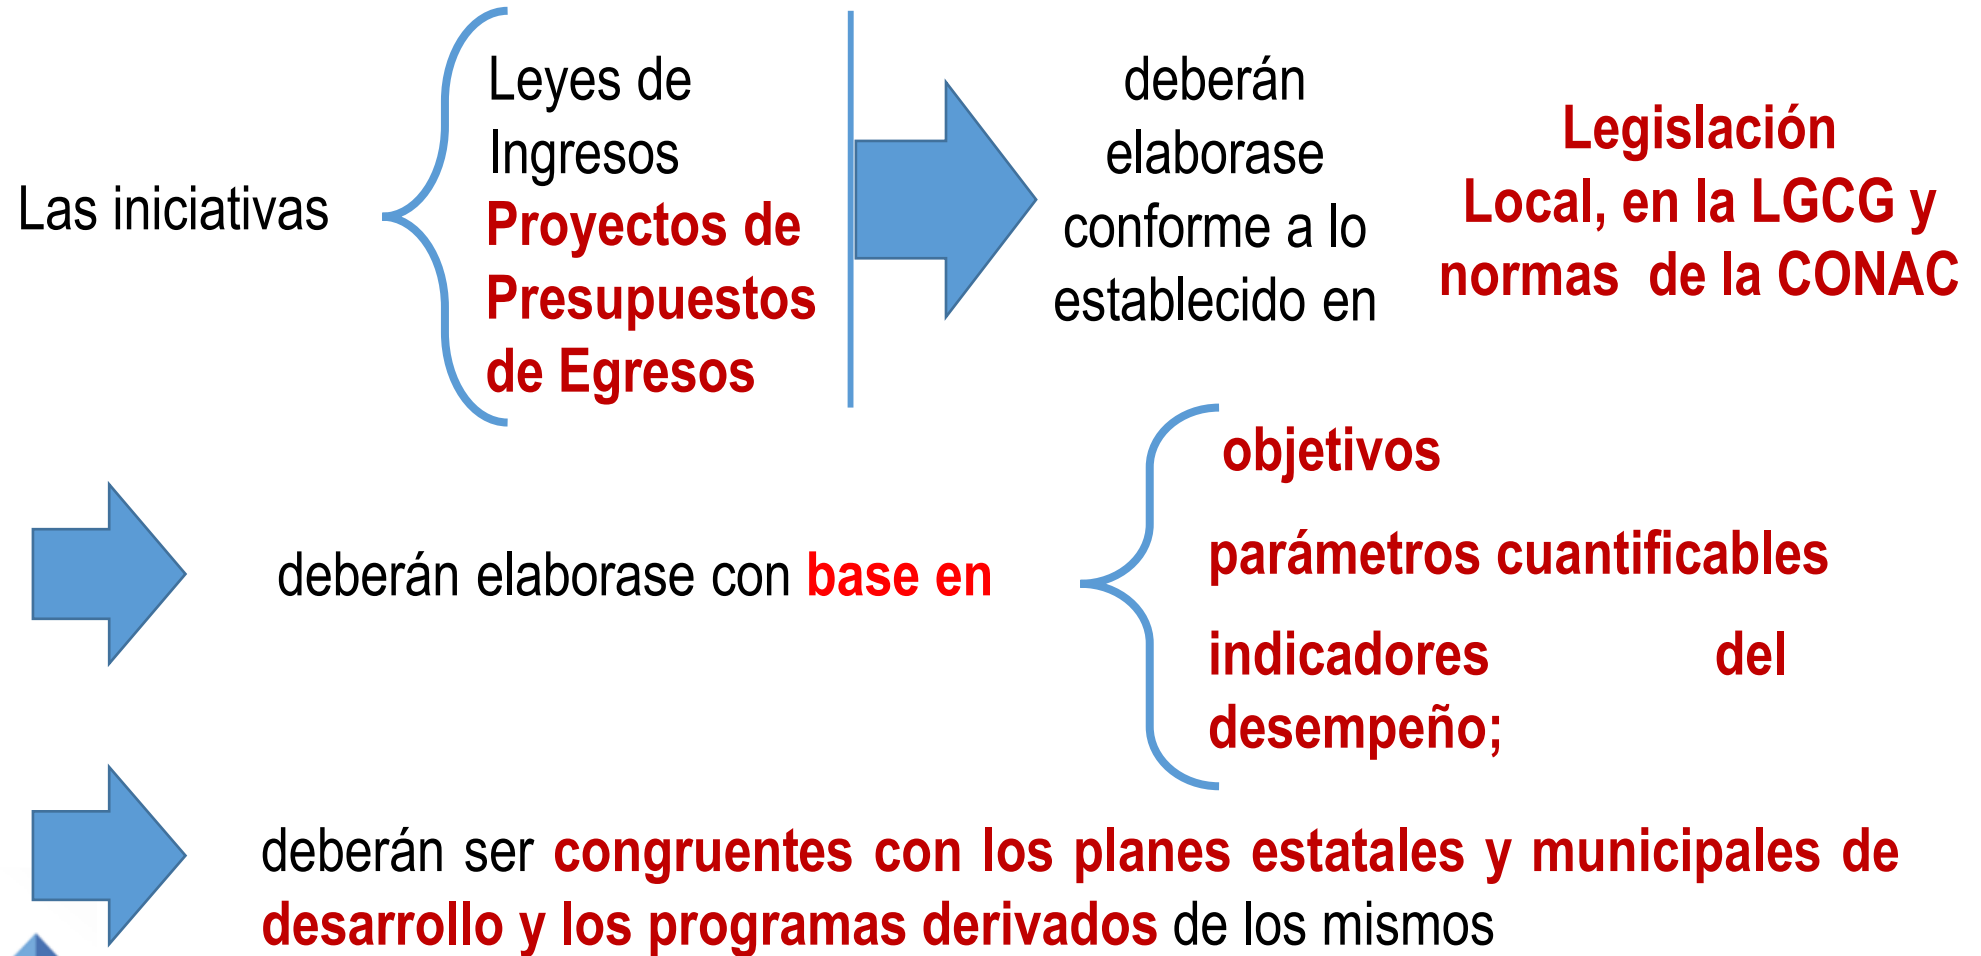 Las iniciativas
Leyes de
Ingresos
Proyectos de
Presupuestos
de Egresos
deberán
elaborase
conforme a lo
establecido en
Legislación
Local, en la LGCG y
normas de la CONAC
deberán elaborase con base en
objetivos
parámetros cuantificables
indicadores del
desempeño;
deberán ser congruentes con los planes estatales y municipales de
desarrollo y los programas derivados de los mismos